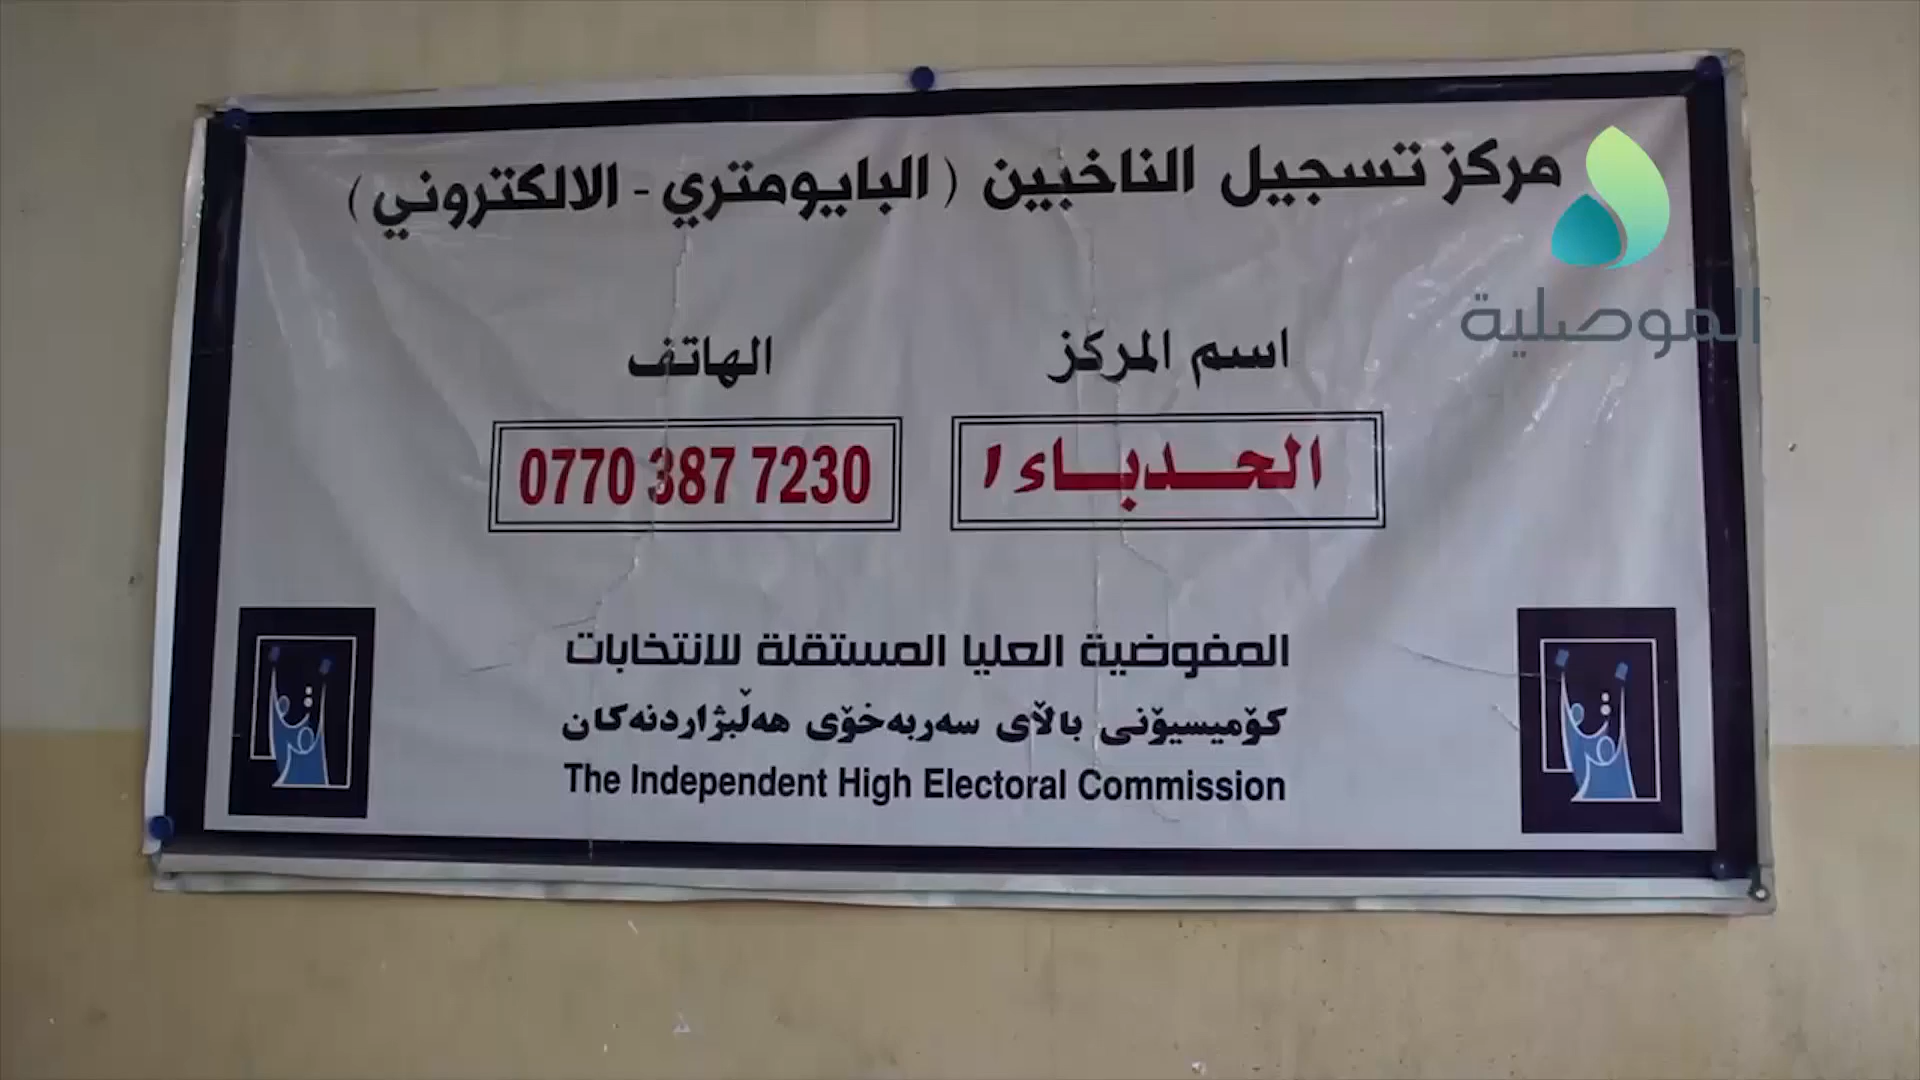 مركز تسجيل الناخبين ( البايومتري - الالكتروني )
الموصلية
اسم المركز
الهاتف
الحدباء ١
0770 387 7230
المفوضية العليا المستقلة للانتخابات
كۆمیسیۆنی باڵای سەربەخۆی هەڵبژاردنەکان
The Independent High Electoral Commission